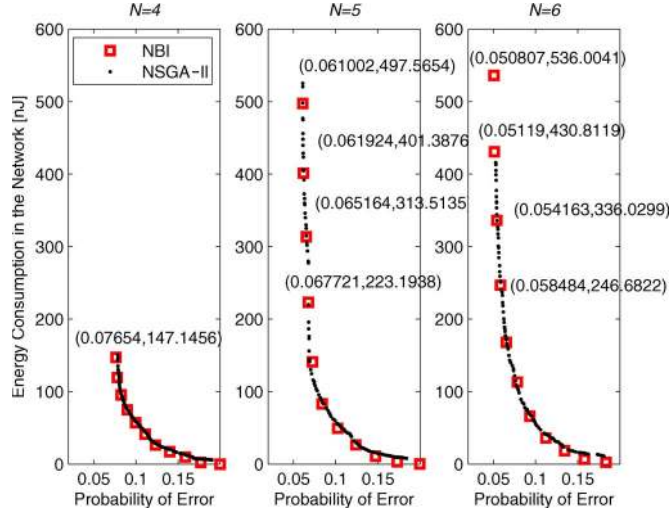 N=4
N=5
N=6
600
500
400
300
200
100
0
Energy Consumption in the Network [nJ]
NBI
NSGA-II
(0.07654,147.1456)
0.05 0.1 0.15
Probability of Error
600
500
400
300
200
100
0
(0.061002,497.5654)
(0.061924,401.3876
(0.065164,313.5135
(0.067721,223.1938)
0.05 0.1 0.15
Probability of Error
600
500
400
300
200
100
0
(0.050807,536.0041)
(0.05119,430.8119)
(0.054163,336.0299)
(0.058484,246.6822)
0.05 0.1 0.15
Probability of Error